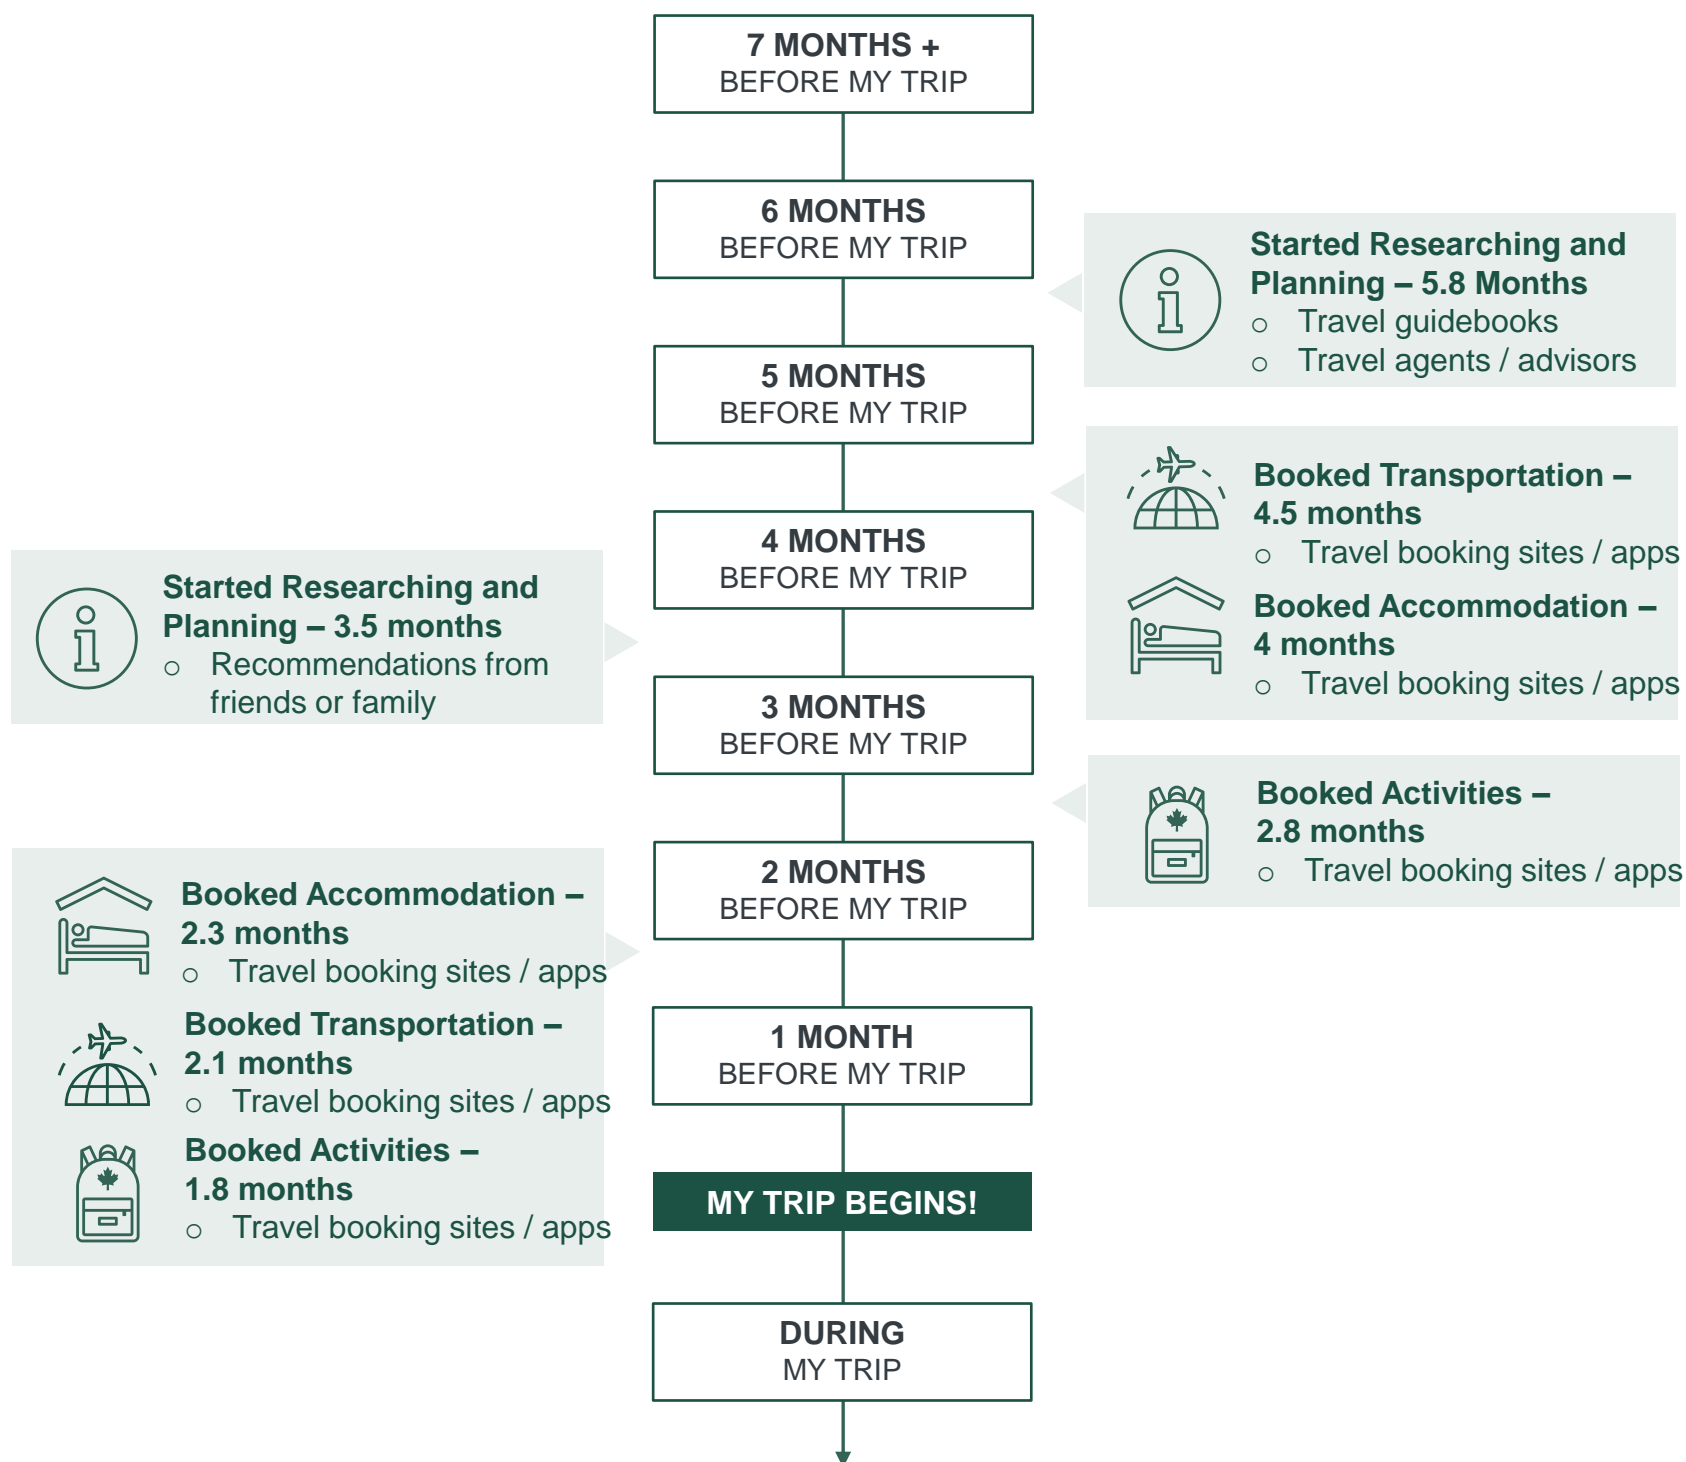 7 MONTHS +
BEFORE MY TRIP
6 MONTHS
BEFORE MY TRIP
Started Researching and
Planning – 5.8 Months
o Travel guidebooks
o Travel agents / advisors
5 MONTHS
BEFORE MY TRIP
Booked Transportation –
4.5 months
o Travel booking sites / apps
Booked Accommodation –
4 months
o Travel booking sites / apps
4 MONTHS
BEFORE MY TRIP
Started Researching and
Planning – 3.5 months
o Recommendations from
friends or family
3 MONTHS
BEFORE MY TRIP
Booked Activities –
2.8 months
o Travel booking sites / apps
2 MONTHS
BEFORE MY TRIP
Booked Accommodation –
2.3 months
o Travel booking sites / apps
Booked Transportation –
2.1 months
o Travel booking sites / apps
Booked Activities –
1.8 months
o Travel booking sites / apps
1 MONTH
BEFORE MY TRIP
MY TRIP BEGINS!
DURING
MY TRIP